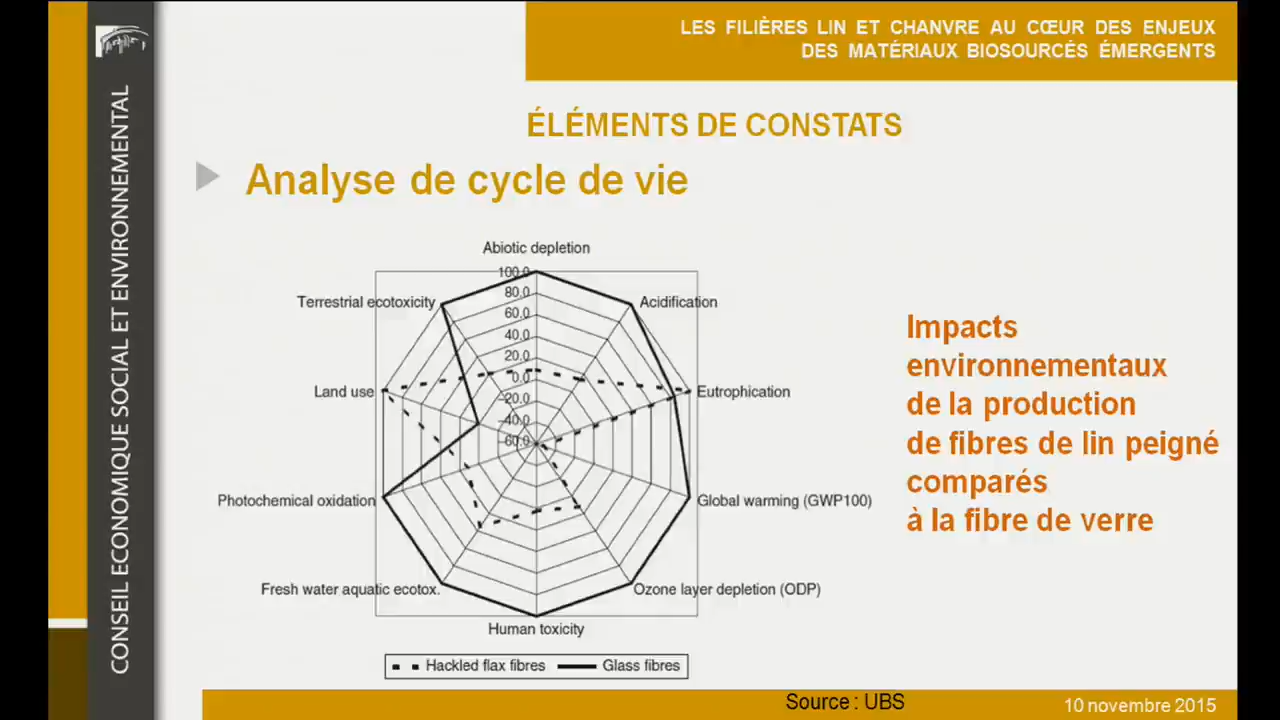 LES FILIÈRES LIN ET CHANVRE AU CŒUR DES ENJEUX
DES MATÉRIAUX BIOSOURCÉS ÉMERGENTS
CONSEIL ECONOMIQUE SOCIAL ET ENVIRONNEMENTAL
ÉLÉMENTS DE CONSTATS
Analyse de cycle de vie
Abiotic depletion
100,0
80,0
60,0
40,0
20,0
0,0
-20,0
-40,0
-60,0
Terrestrial ecotoxicity
Acidification
Land use
Eutrophication
Photochemical oxidation
Global warming (GWP100)
Fresh water aquatic ecotox.
Ozone layer depletion (ODP)
Human toxicity
Hackled flax fibres
Glass fibres
Impacts
environnementaux
de la production
de fibres de lin peigné
comparés
à la fibre de verre
Source : UBS
10 novembre 2015